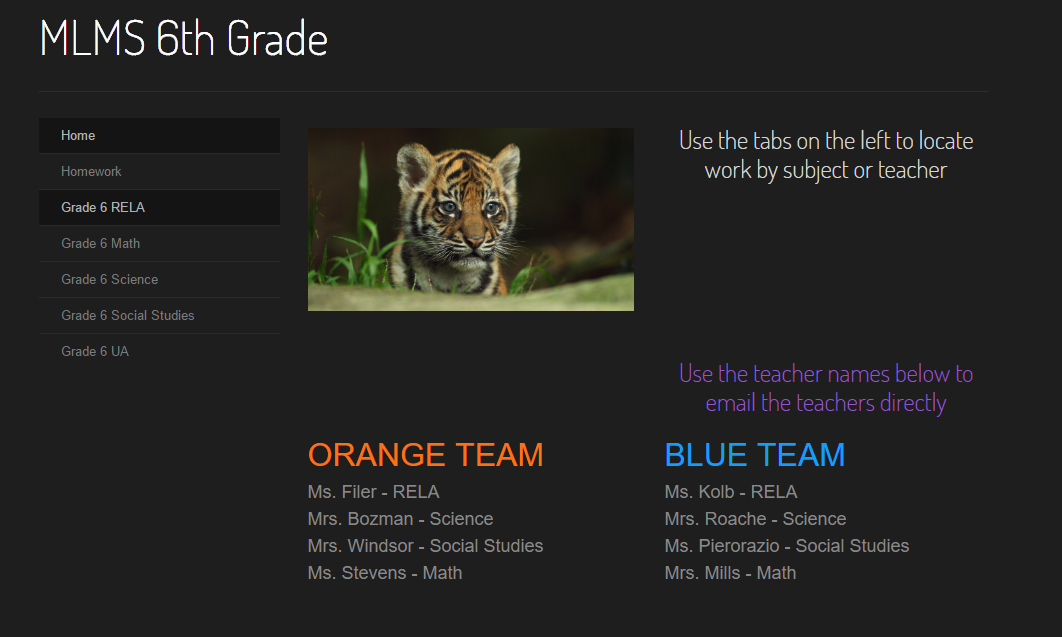 MLMS 6th Grade
Home
Homework
Grade 6 RELA
Grade 6 Math
Grade 6 Science
Grade 6 Social Studies
Grade 6 UA
Use the tabs on the left to locate
work by subject or teacher
Use the teacher names below to
email the teachers directly
ORANGE TEAM
Ms. Filer - RELA
Mrs. Bozman - Science
Mrs. Windsor - Social Studies
Ms. Stevens - Math
BLUE TEAM
Ms. Kolb - RELA
Mrs. Roache - Science
Ms. Pierorazio - Social Studies
Mrs. Mills - Math